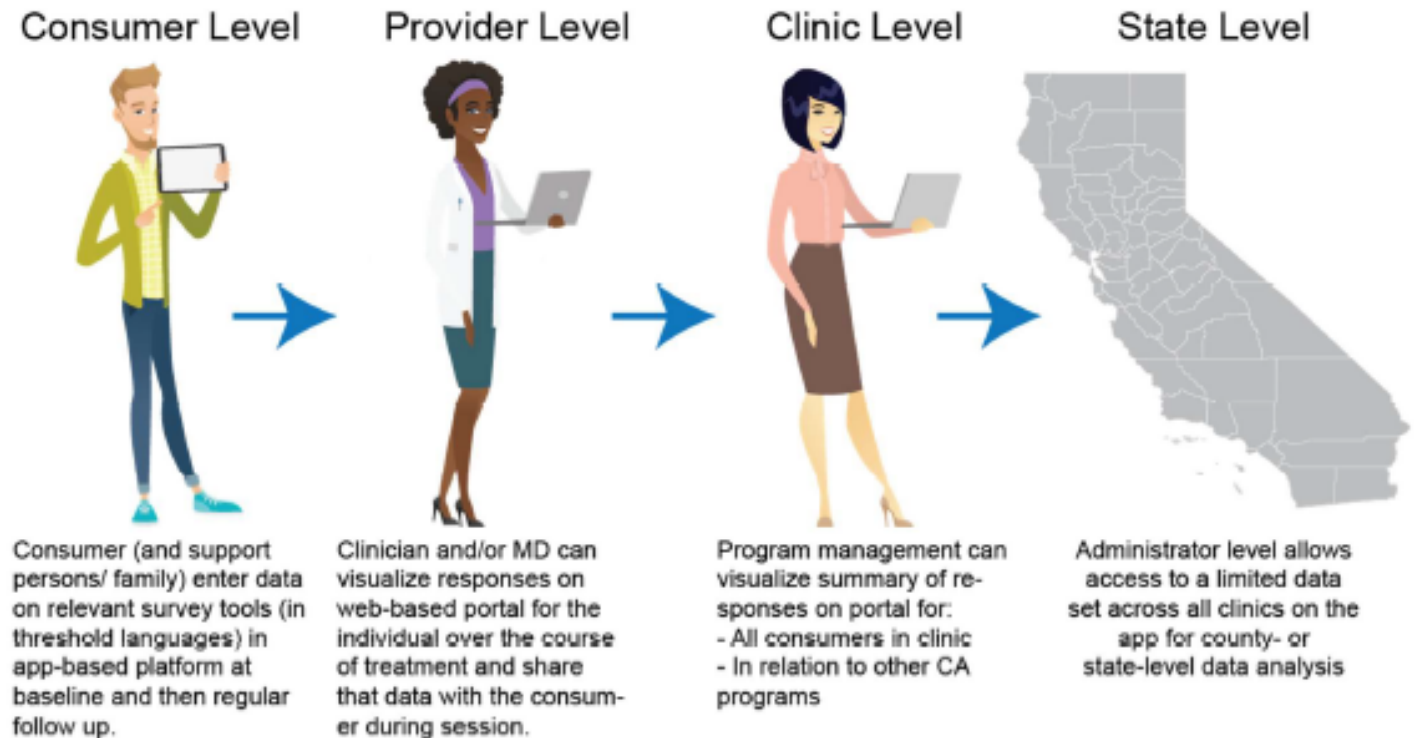 Consumer Level
Provider Level
Clinic Level
State Level
Consumer (and support
persons/ family) enter data
on relevant survey tools (in
threshold languages) in
app-based platform at
baseline and then regular
follow up.
Clinician and/or MD can
visualize responses on
web-based portal for the
individual over the course
of treatment and share
that data with the consum-
er during session.
Program management can
visualize summary of re-
sponses on portal for:
- All consumers in clinic
- In relation to other CA
programs
Administrator level allows
access to a limited data
set across all clinics on the
app for county- or
state-level data analysis